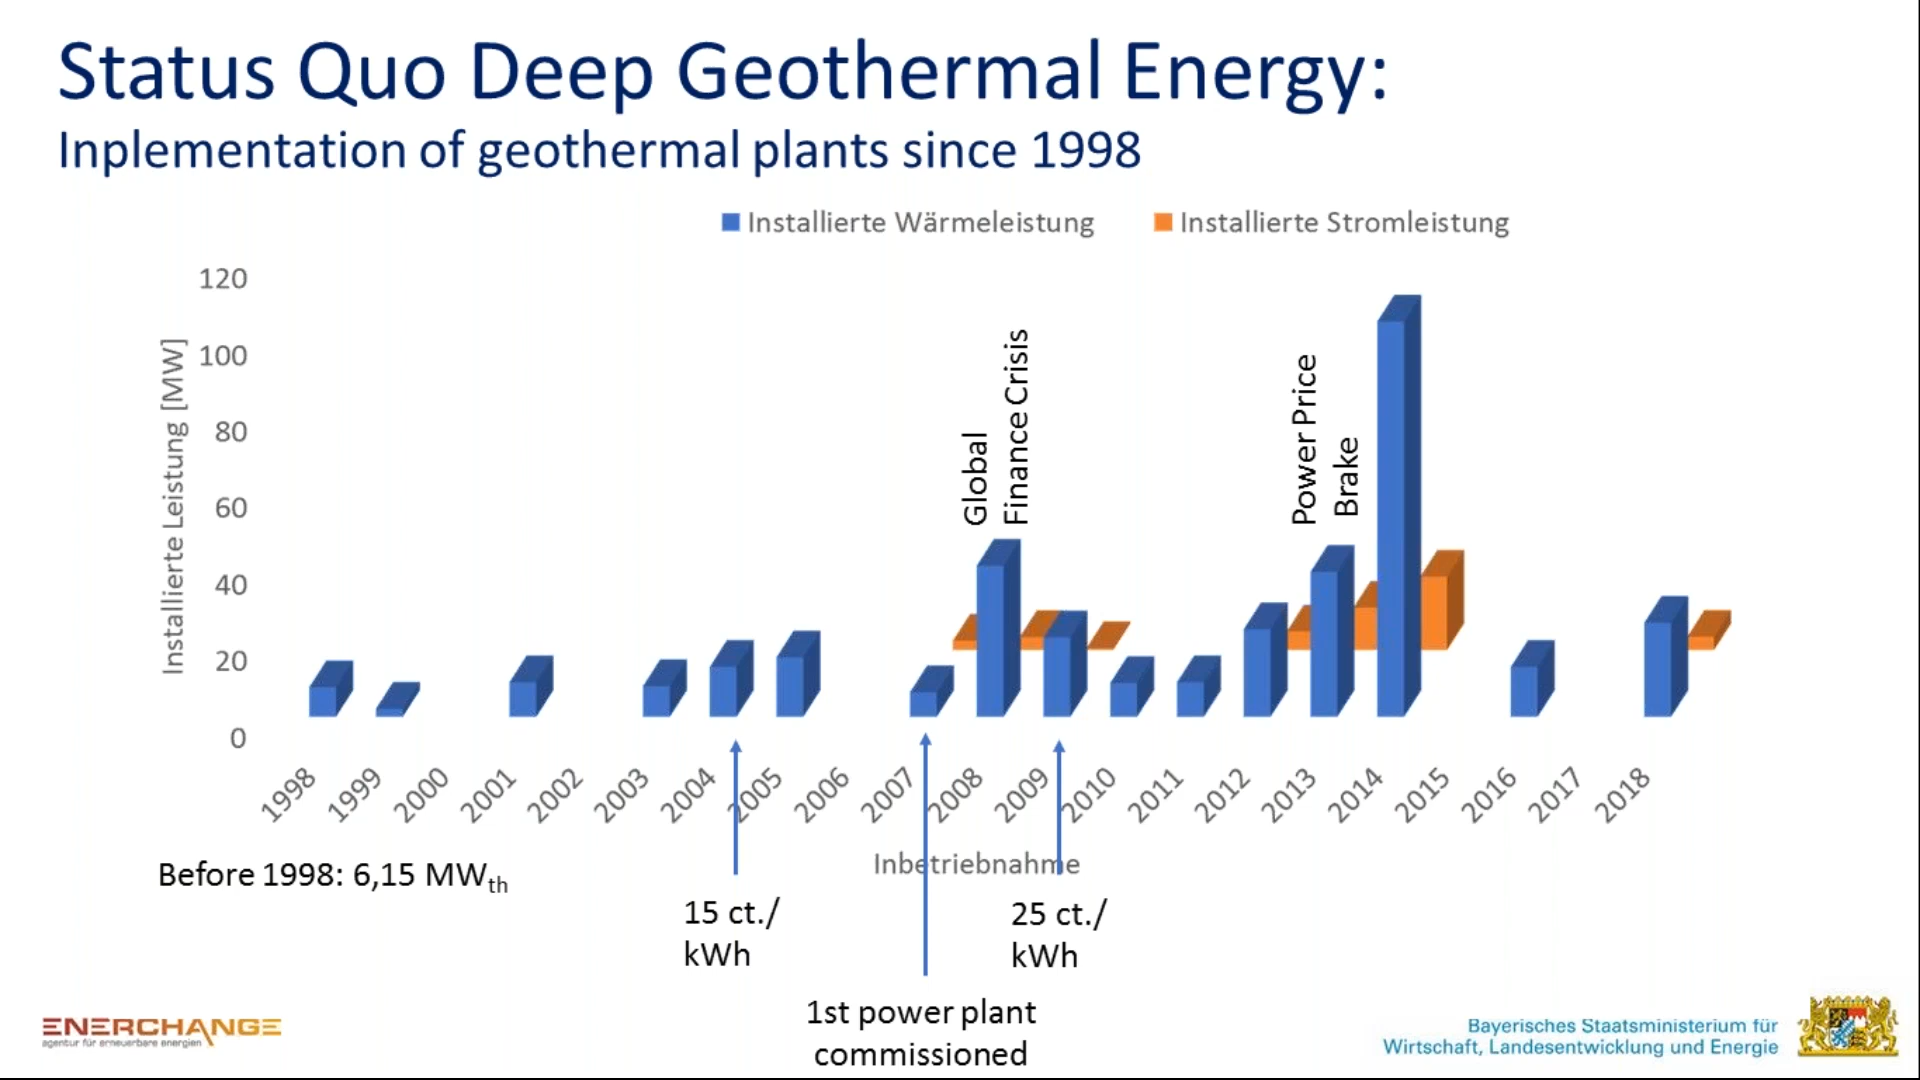 Status Quo Deep Geothermal Energy:
Inplementation of geothermal plants since 1998
Installierte Wärmeleistung
Installierte Stromleistung
Installierte Leistung [MW]
120
100
80
60
40
20
0
Global
Finance Crisis
Power Price
Brake
1998
1999
2000
2001
2002
2003
2004
2005
2006
2007
2008
2009
2010
2011
2012
2013
2014
2015
2016
2017
2018
Inbetriebnahme
Before 1998: 6,15 MWth
15 ct./
kWh
25 ct./
kWh
1st power plant
commissioned
ENERCHANGE
agentur für erneuerbare energien
Bayerisches Staatsministerium für
Wirtschaft, Landesentwicklung und Energie